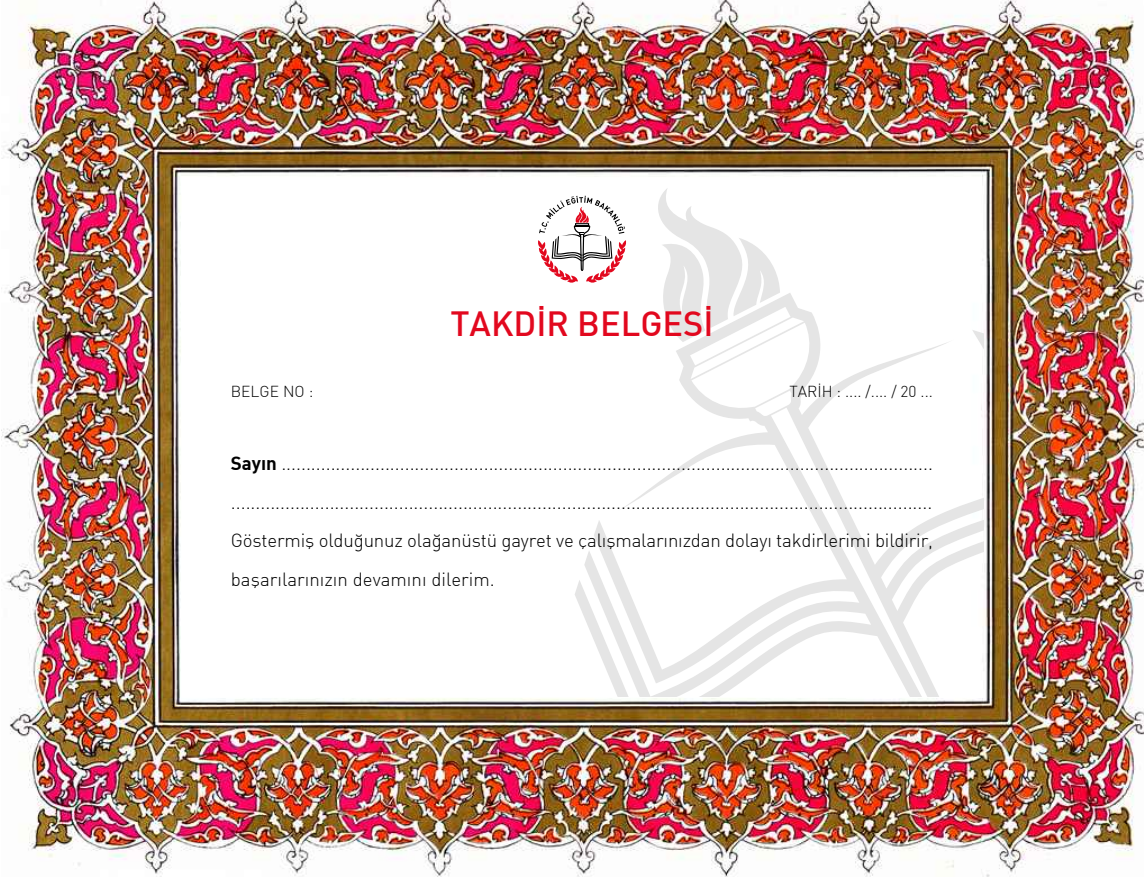 T.C. MİLLİ EĞİTİM BAKANLIĞI
TAKDİR BELGESİ
BELGE NO :
TARİH : .... /.... / 20 ...
Sayın ....................................................................................................................................
..............................................................................................................................................
Göstermiş olduğunuz olağanüstü gayret ve çalışmalarınızdan dolayı takdirlerimi bildirir,
başarılarınızın devamını dilerim.